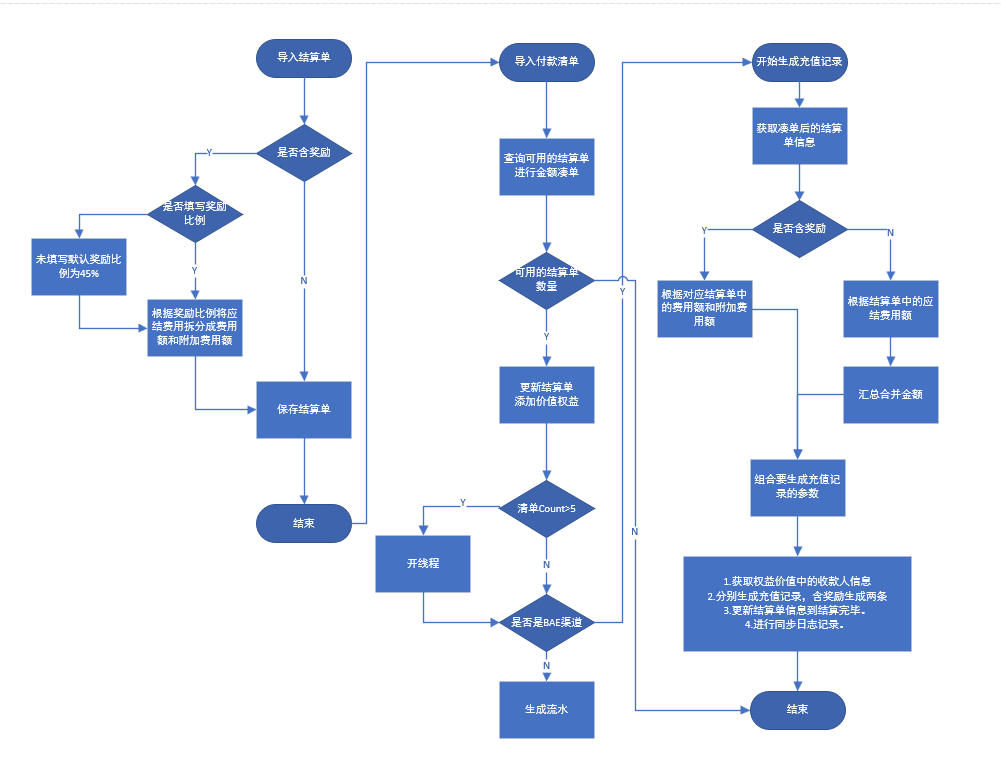 导入结算单
是否含奖励
Y
是否填写奖励
比例
未填写默认奖励比
例为45%
Y
根据奖励比例将应
结费用拆分成费用
额和附加费用额
N
保存结算单
结束
导入付款清单
查询可用的结算单
进行金额凑单
可用的结算单
数量
Y
更新结算单
添加价值权益
清单Count>5
Y
开线程
N
是否是BAE渠道
N
生成流水
Y
N
开始生成充值记录
获取凑单后的结算
单信息
是否含奖励
Y
N
根据对应结算单中
的费用额和附加费
用额
根据结算单中的应
结费用额
汇总合并金额
组合要生成充值记
录的参数
1.获取权益价值中的收款人信息
2.分别生成充值记录，含奖励生成两条
3.更新结算单信息到结算完毕。
4.进行同步日志记录。
结束